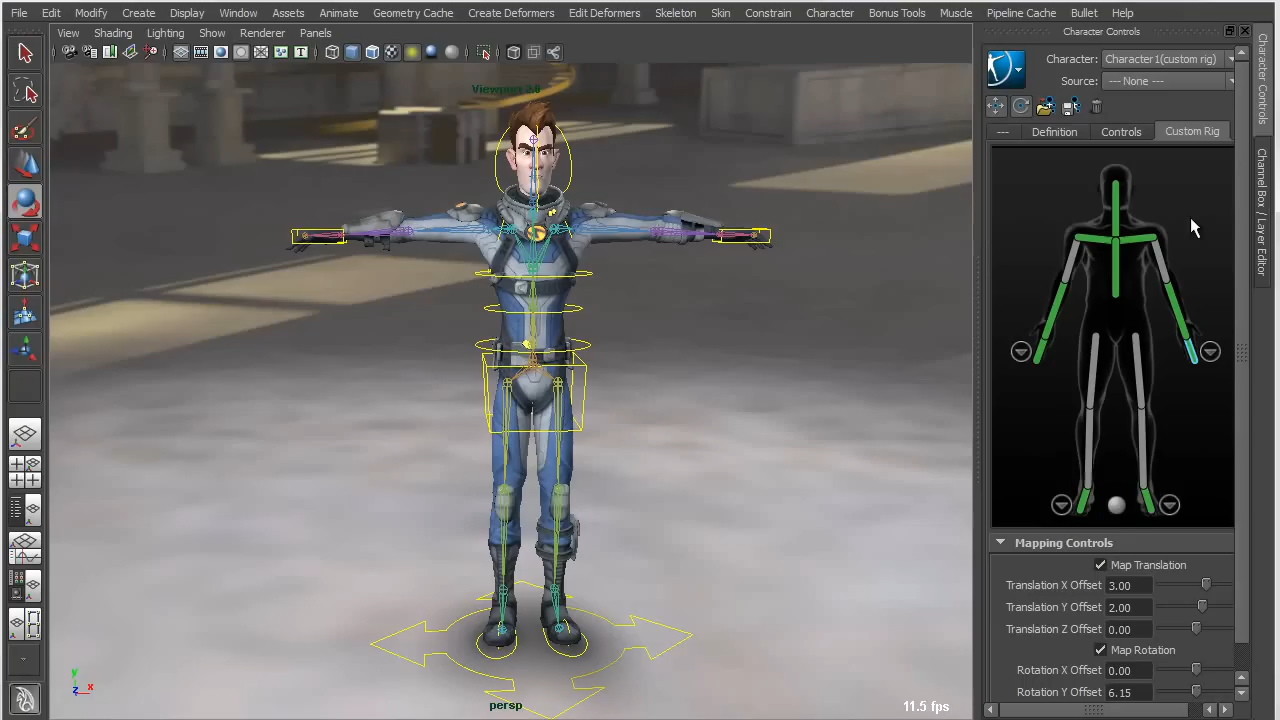 File Edit Modify Create Display Window Assets Animate Geometry Cache Create Deformers Edit Deformers Skeleton Skin Constrain Character Bonus Tools Muscle Pipeline Cache Bullet Help
View Shading Lighting Show Renderer Panels
Character Controls
Character: Character1(custom rig)
Source: --- None ---
--- Definition Controls Custom Rig
Character Controls
Channel Box / Layer Editor
Viewport 2.0
Mapping Controls
Map Translation
Translation X Offset 3.00
Translation Y Offset 2.00
Translation Z Offset 0.00
Map Rotation
Rotation X Offset 0.00
Rotation Y Offset 6.15
y
z x
persp
11.5 fps